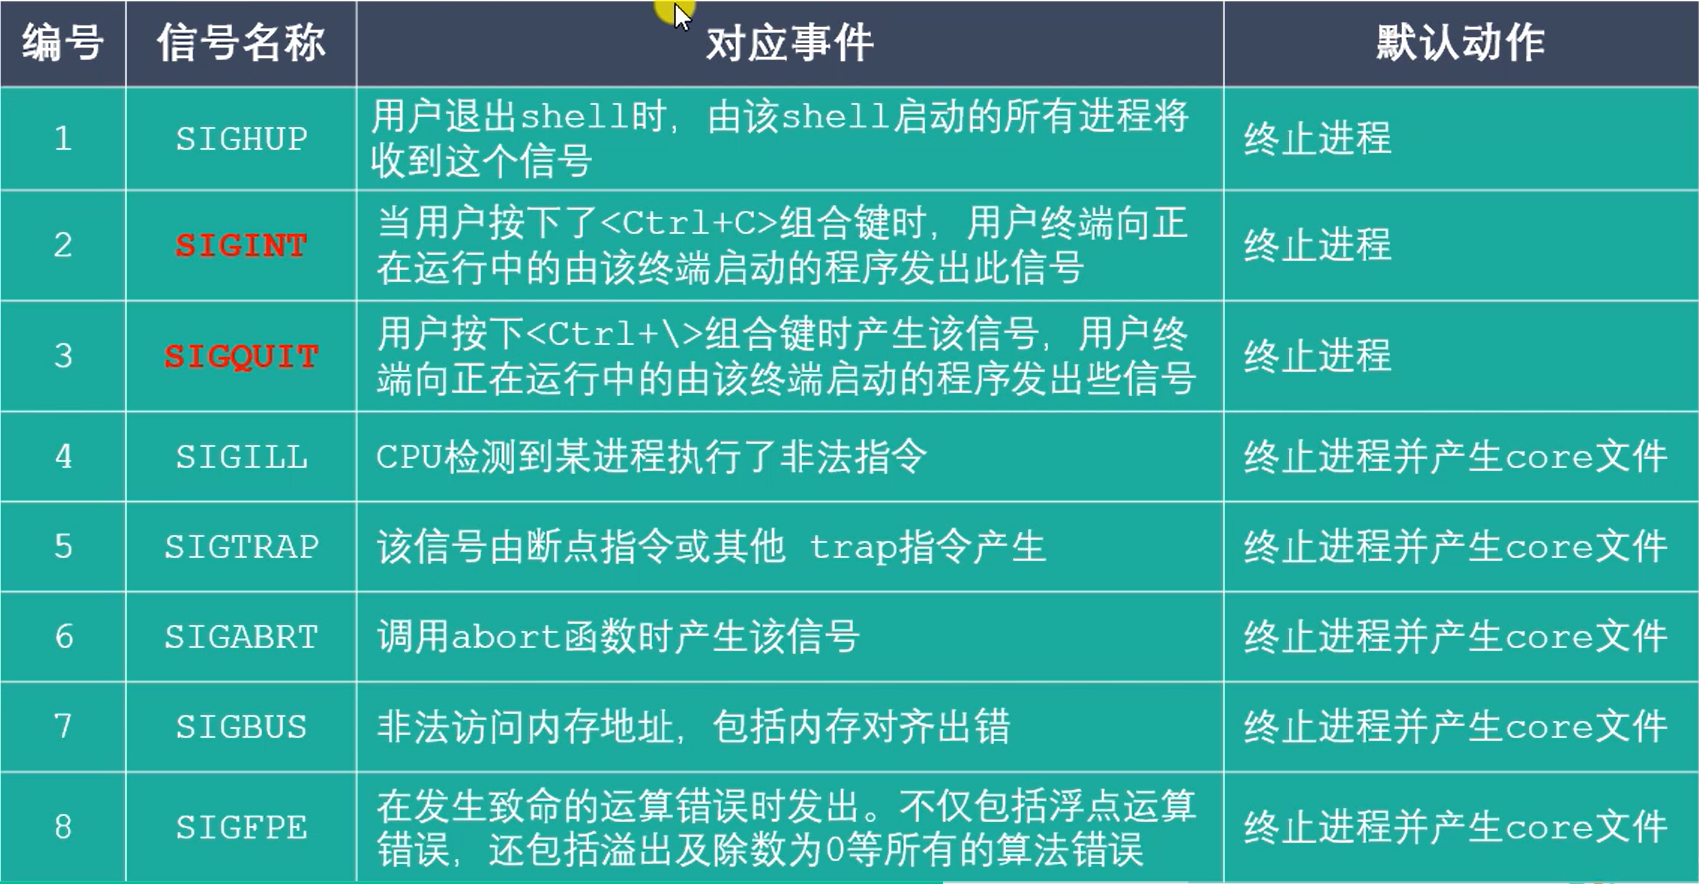 编号 信号名称 对应事件 默认动作
1 SIGHUP 用户退出shell时，由该shell启动的所有进程将
收到这个信号 终止进程
2 SIGINT 当用户按下了<Ctrl+C>组合键时，用户终端向正
在运行中的由该终端启动的程序发出此信号 终止进程
3 SIGQUIT 用户按下<Ctrl+\>组合键时产生该信号，用户终
端向正在运行中的由该终端启动的程序发出些信号 终止进程
4 SIGILL CPU检测到某进程执行了非法指令 终止进程并产生core文件
5 SIGTRAP 该信号由断点指令或其他 trap指令产生 终止进程并产生core文件
6 SIGABRT 调用abort函数时产生该信号 终止进程并产生core文件
7 SIGBUS 非法访问内存地址，包括内存对齐出错 终止进程并产生core文件
8 SIGFPE 在发生致命的运算错误时发出。不仅包括浮点运算
错误，还包括溢出及除数为0等所有的算法错误 终止进程并产生core文件